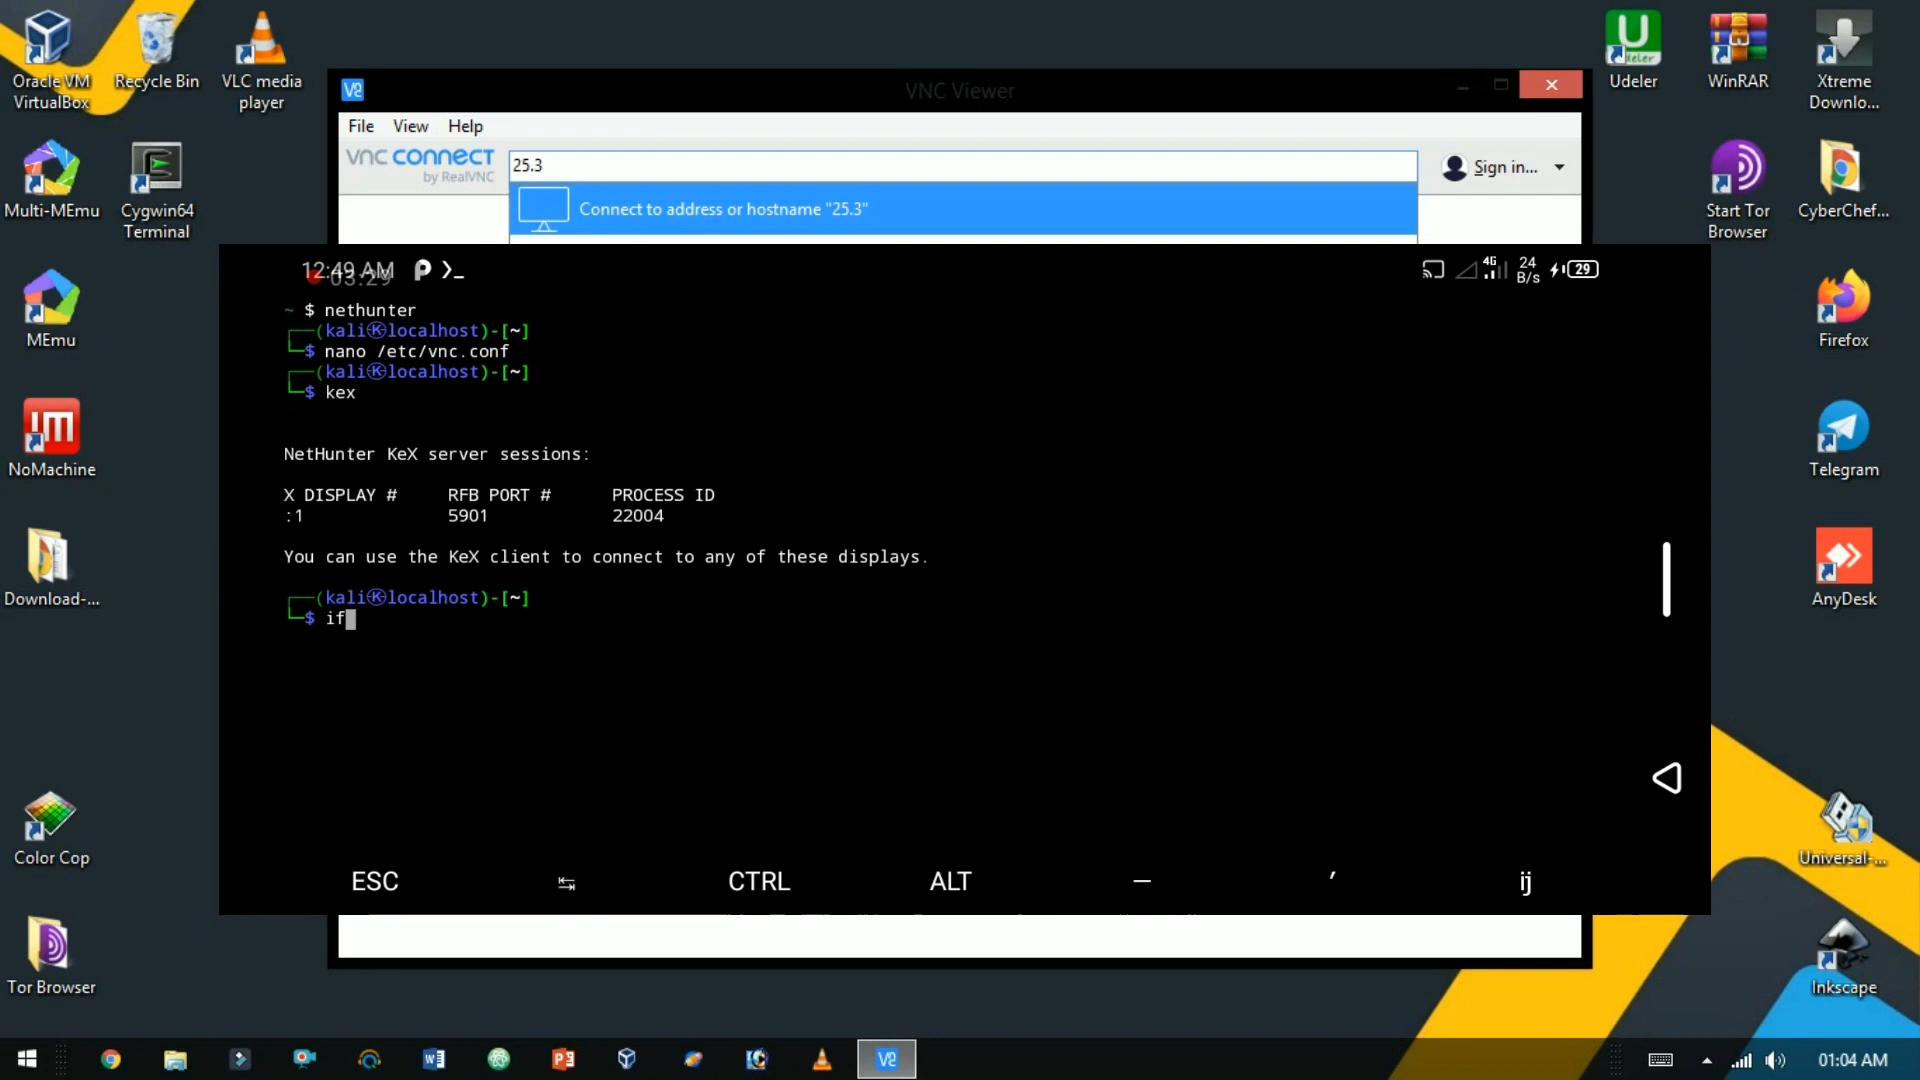 Oracle VM
VirtualBox
Recycle Bin
VLC media
player
Udeler
WinRAR
Xtreme
Downlo...
Multi-MEmu
Cygwin64
Terminal
Start Tor
Browser
CyberChef...
MEmu
Firefox
NoMachine
Telegram
Download-...
AnyDesk
Color Cop
Universal-...
Tor Browser
Inkscape
VNC Viewer
File View Help
vnc connect
by RealVNC
25.3
Sign in...
Connect to address or hostname "25.3"
12:49 AM
03:29
4G
24
B/s
29
~ $ nethunter
┌──(kali㉿localhost)-[~]
└─$ nano /etc/vnc.conf
┌──(kali㉿localhost)-[~]
└─$ kex
NetHunter KeX server sessions:
X DISPLAY # RFB PORT # PROCESS ID
:1 5901 22004
You can use the KeX client to connect to any of these displays.
┌──(kali㉿localhost)-[~]
└─$ if
ESC ↹ CTRL ALT — ′ ij
01:04 AM